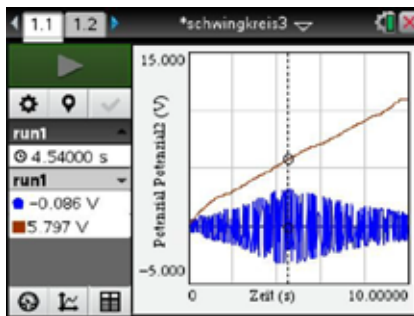 1.1 1.2 *schwingkreis3
run1
4.54000 s
run1
-0.086 V
5.797 V
15.000
Potenzial Potenzial2 (V)
-5.000
0 Zeit (s) 10.00000